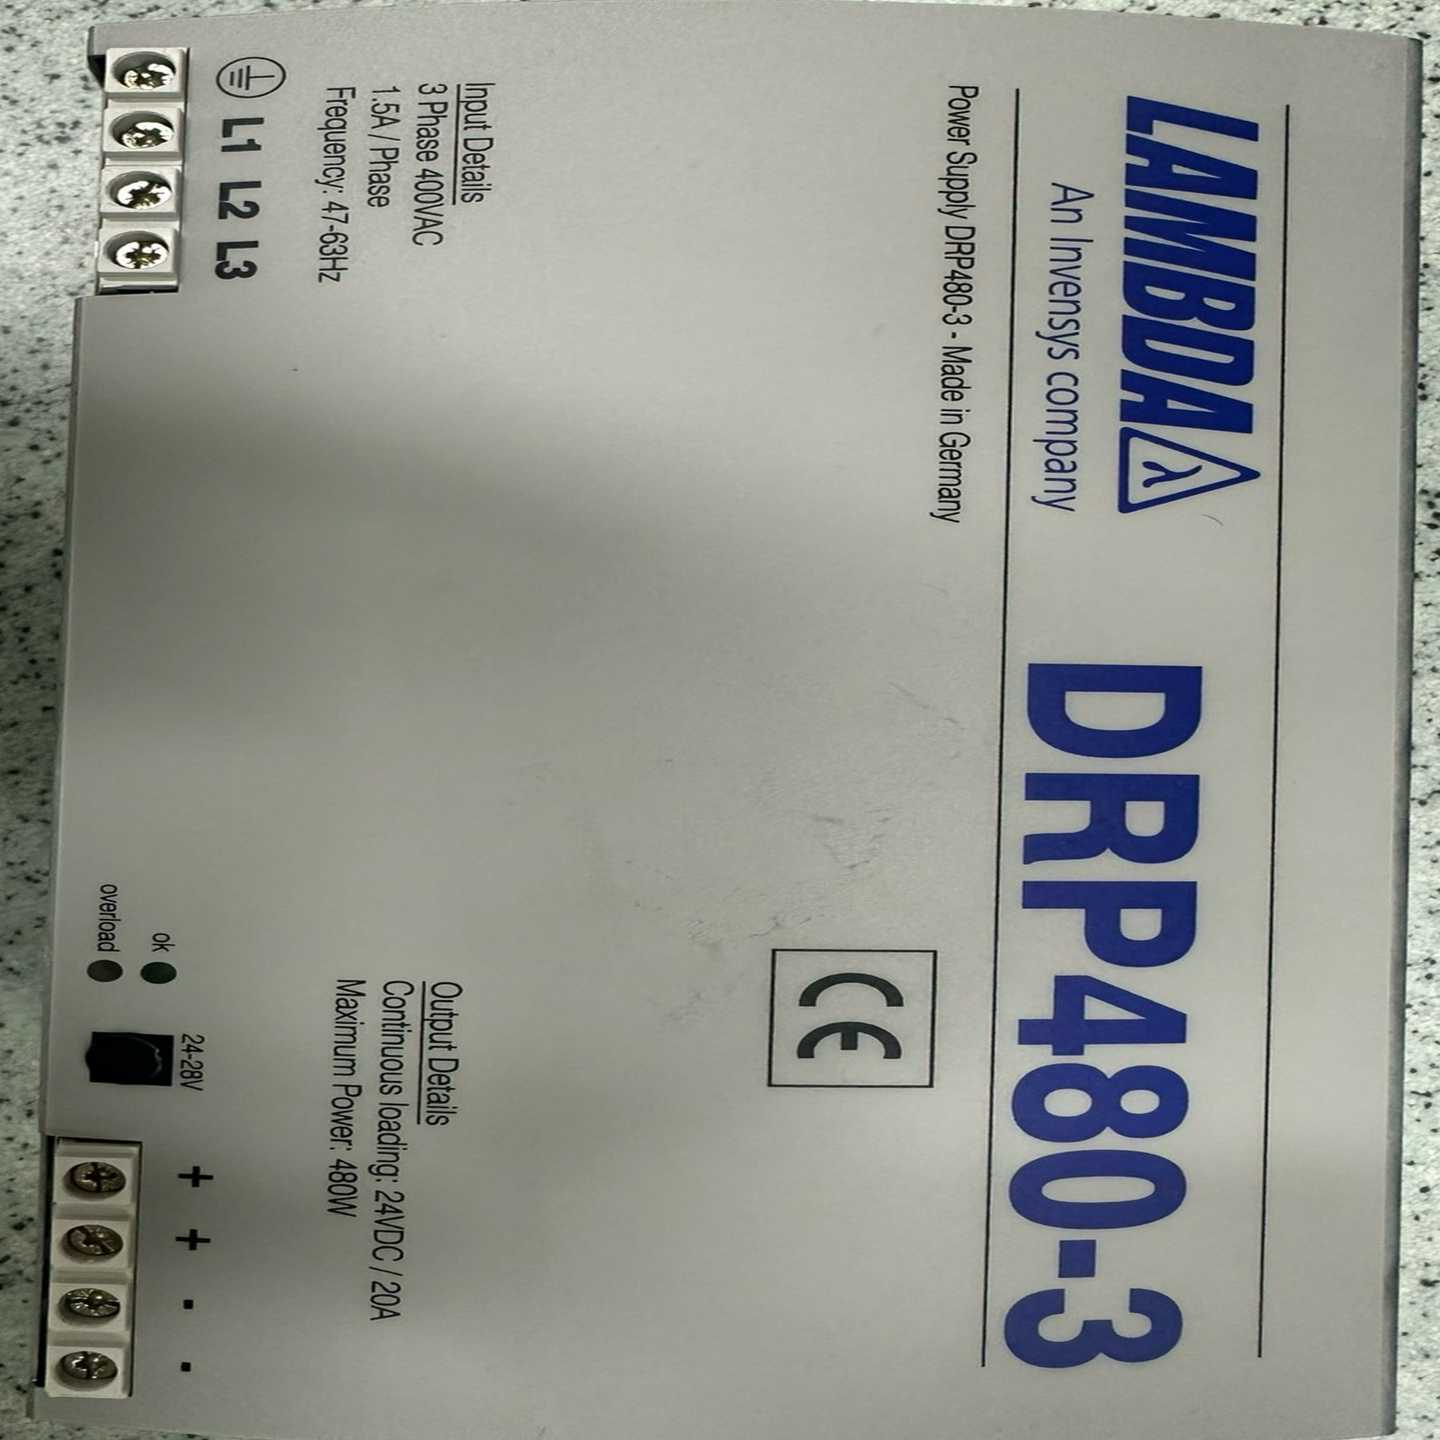 LAMBDA
An Invensys company
DRP480-3
Power Supply DRP480-3 - Made in Germany
CE
Input Details
3 Phase 400VAC
1.5A / Phase
Frequency: 47-63Hz
L1 L2 L3
Output Details
Continuous loading: 24VDC / 20A
Maximum Power: 480W
24-28V
ok
overload
+ + - -